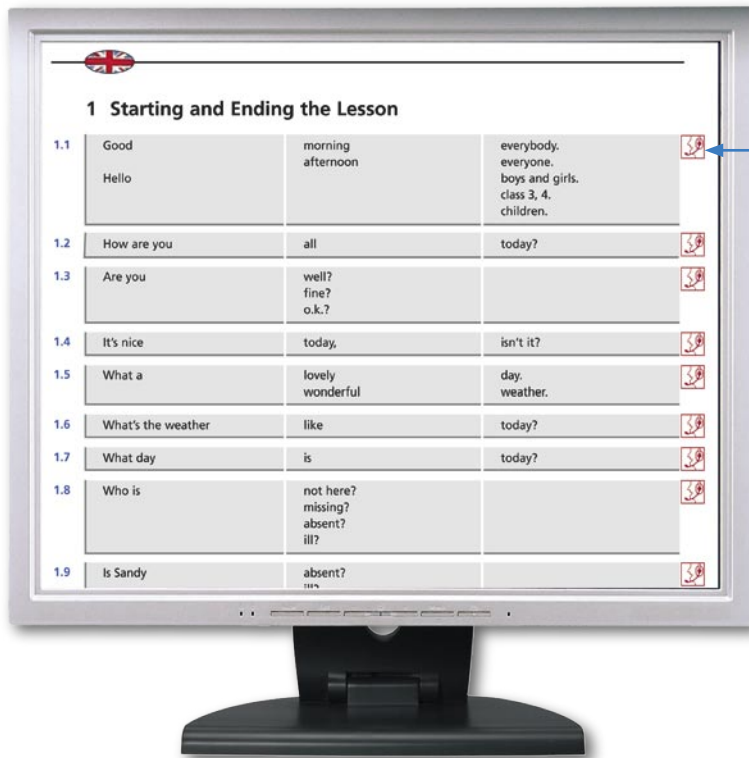 1 Starting and Ending the Lesson
1.1 Good morning everybody.
afternoon everyone.
Hello boys and girls.
class 3, 4.
children.
1.2 How are you all today?
1.3 Are you well?
fine?
o.k.?
1.4 It's nice today, isn't it?
1.5 What a lovely day.
wonderful weather.
1.6 What's the weather like today?
1.7 What day is today?
1.8 Who is not here?
missing?
absent?
ill?
1.9 Is Sandy absent?
ill?